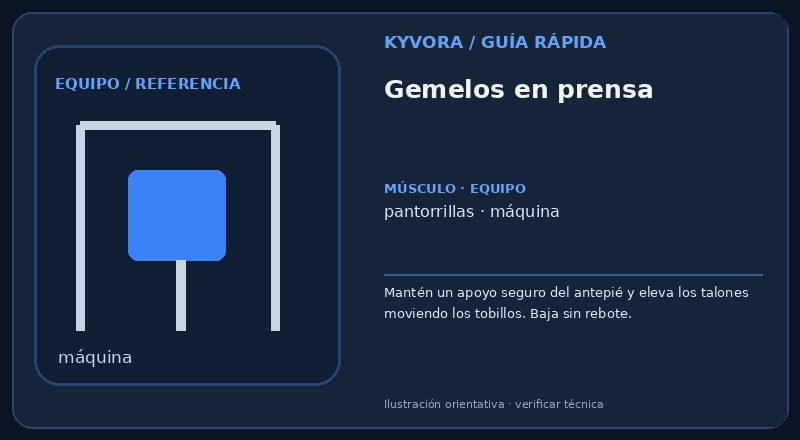 KYVORA / GUÍA RÁPIDA
Gemelos en prensa
EQUIPO / REFERENCIA
máquina
MÚSCULO · EQUIPO
pantorrillas · máquina
Mantén un apoyo seguro del antepié y eleva los talones
moviendo los tobillos. Baja sin rebote.
Ilustración orientativa · verificar técnica